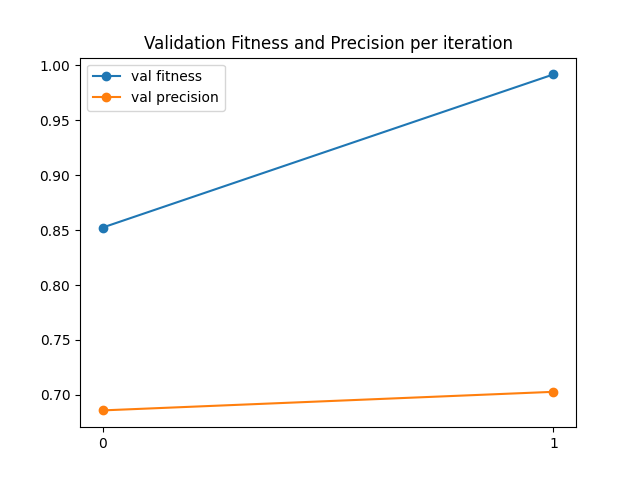 Validation Fitness and Precision per iteration
val fitness
val precision
1.00
0.95
0.90
0.85
0.80
0.75
0.70
0 1